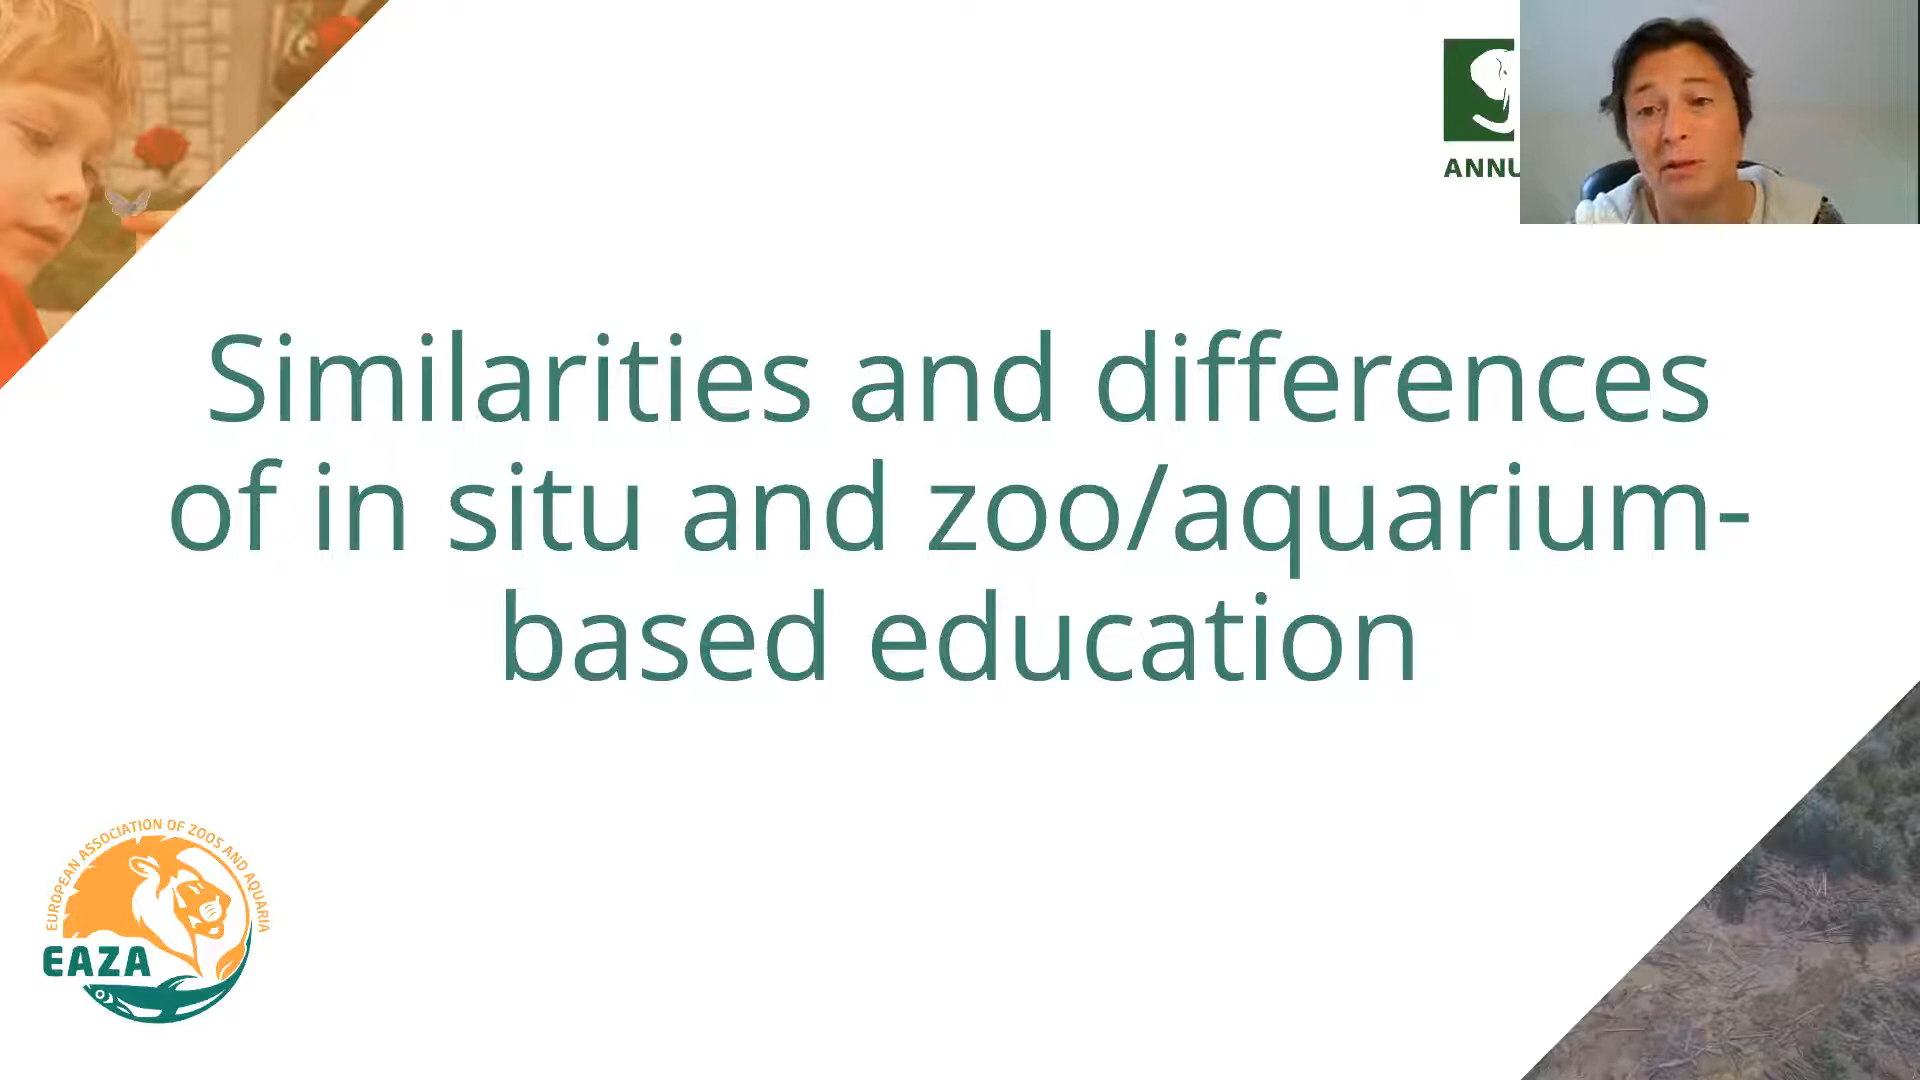 ANNU
Similarities and differences
of in situ and zoo/aquarium-
based education
EUROPEAN ASSOCIATION OF ZOOS AND AQUARIA
EAZA